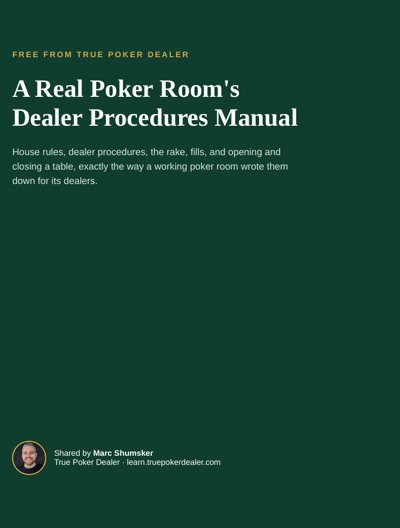 FREE FROM TRUE POKER DEALER
A Real Poker Room's
Dealer Procedures Manual
House rules, dealer procedures, the rake, fills, and opening and
closing a table, exactly the way a working poker room wrote them
down for its dealers.
Shared by Marc Shumsker
True Poker Dealer · learn.truepokerdealer.com